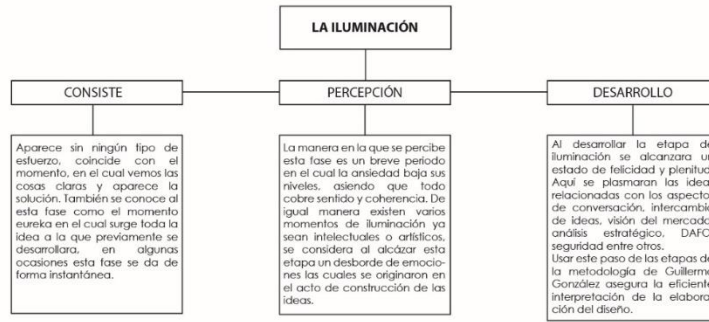 LA ILUMINACIÓN
CONSISTE
PERCEPCIÓN
DESARROLLO
Aparece sin ningún tipo de
esfuerzo, coincide con el
momento, en el cual vemos las
cosas claras y aparece la
solución. También se conoce al
esta fase como el momento
eureka en el cual surge toda la
idea a la que previamente se
desarrollara, en algunas
ocasiones esta fase se da de
forma instantánea.
La manera en la que se percibe
esta fase es un breve periodo
en el cual la ansiedad baja sus
niveles, asiendo que todo
cobre sentido y coherencia. De
igual manera existen varios
momentos de iluminación ya
sean intelectuales o artísticos,
se considera al alcázar esta
etapa un desborde de emocio-
nes las cuales se originaron en
el acto de construcción de las
ideas.
Al desarrollar la etapa de
iluminación se alcanzara un
estado de felicidad y plenitud
Aquí se plasmaran las ideas
relacionadas con los aspectos
de conversación, intercambio
de ideas, visión del mercado,
análisis estratégico, DAFO,
seguridad entre otros.
Usar este paso de las etapas de
la metodología de Guillermo
González asegura la eficiente
interpretación de la elabora-
ción del diseño.